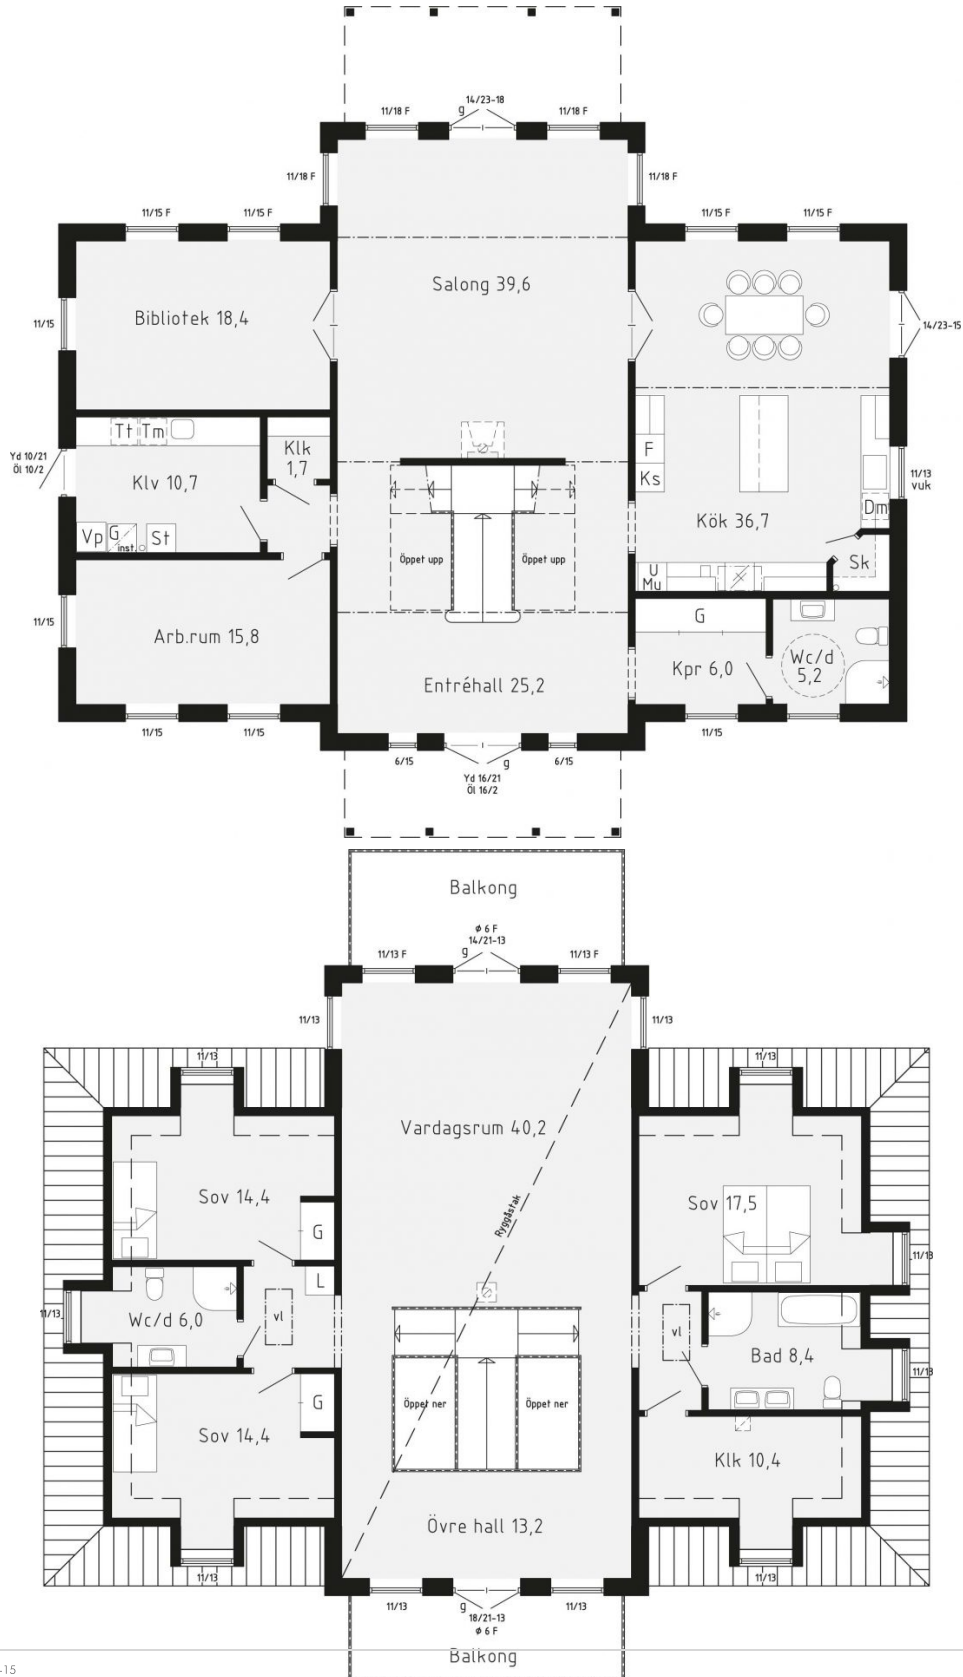 14/23-18
g
11/18 F
11/18 F
11/18 F
11/18 F
11/15 F
11/15 F
11/15 F
11/15 F
Salong 39,6
Bibliotek 18,4
11/15
14/23-15
Tt
Tm
Klk
1,7
F
Ks
Yd 10/21
Öl 10/2
Klv 10,7
11/13
vuk
Dm
Kök 36,7
Vp
G
inst.
St
Öppet upp
Öppet upp
Sk
U
Mu
11/15
Arb.rum 15,8
G
Kpr 6,0
Wc/d
5,2
Entréhall 25,2
11/15
11/15
11/15
6/15
g
6/15
Yd 16/21
Öl 16/2
Balkong
ø 6 F
14/21-13
g
11/13 F
11/13 F
11/13
11/13
11/13
11/13
Vardagsrum 40,2
Sov 14,4
G
Ryggåstak
Sov 17,5
11/13
L
11/13
Wc/d 6,0
vl
vl
Bad 8,4
11/13
G
Öppet ner
Öppet ner
Sov 14,4
Klk 10,4
Övre hall 13,2
11/13
11/13
11/13
g
11/13
18/21-13
ø 6 F
Balkong
-15